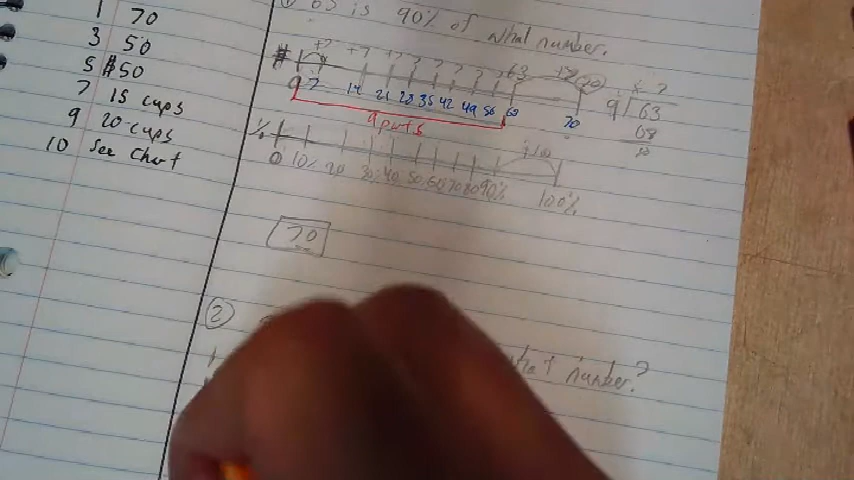 1 70
3 50
5 $50
7 15 cups
9 20 cups
10 See Chart
63 is 90% of what number.
# +7 +7
63
0 7 14 21 28 35 42 49 56 63 70
9 parts
9 63
%
0 10% 20 30 40 50 60 70 80 90% 100%
70
2
number.?